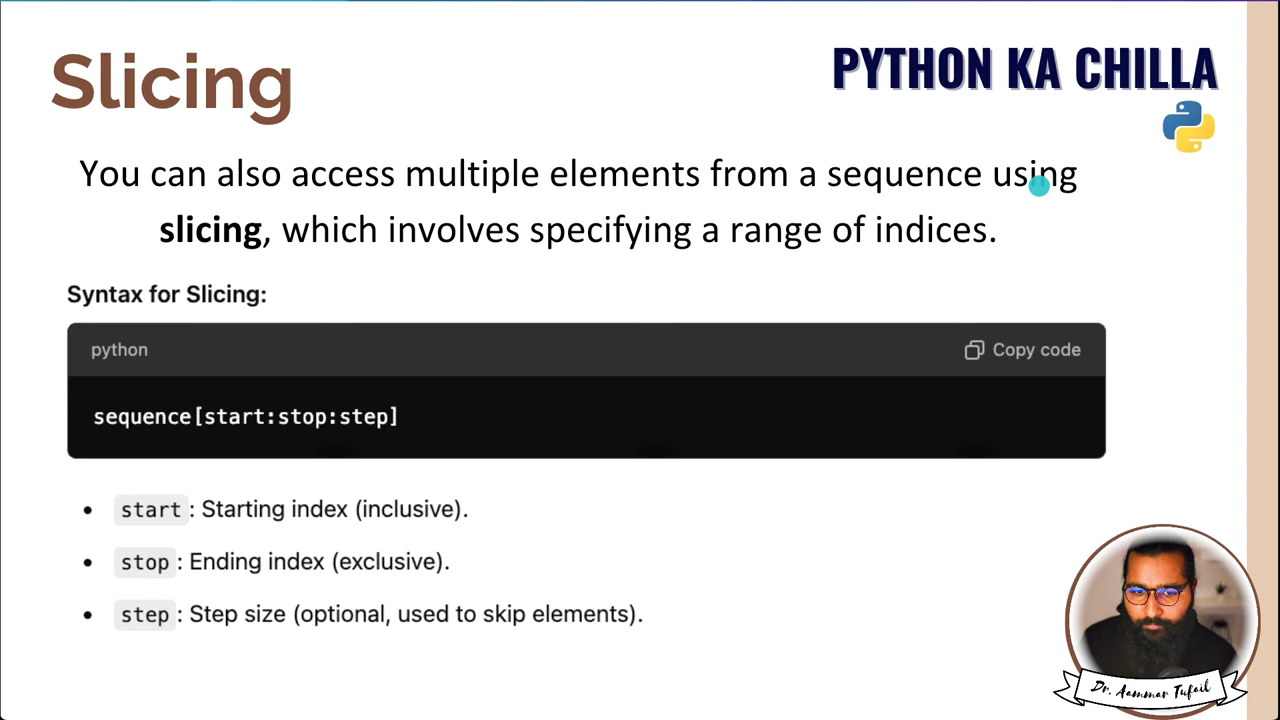 Slicing
PYTHON KA CHILLA
You can also access multiple elements from a sequence using
slicing, which involves specifying a range of indices.
Syntax for Slicing:
python
Copy code
sequence[start:stop:step]
• start: Starting index (inclusive).
• stop: Ending index (exclusive).
• step: Step size (optional, used to skip elements).
Dr. Aammar Tufail